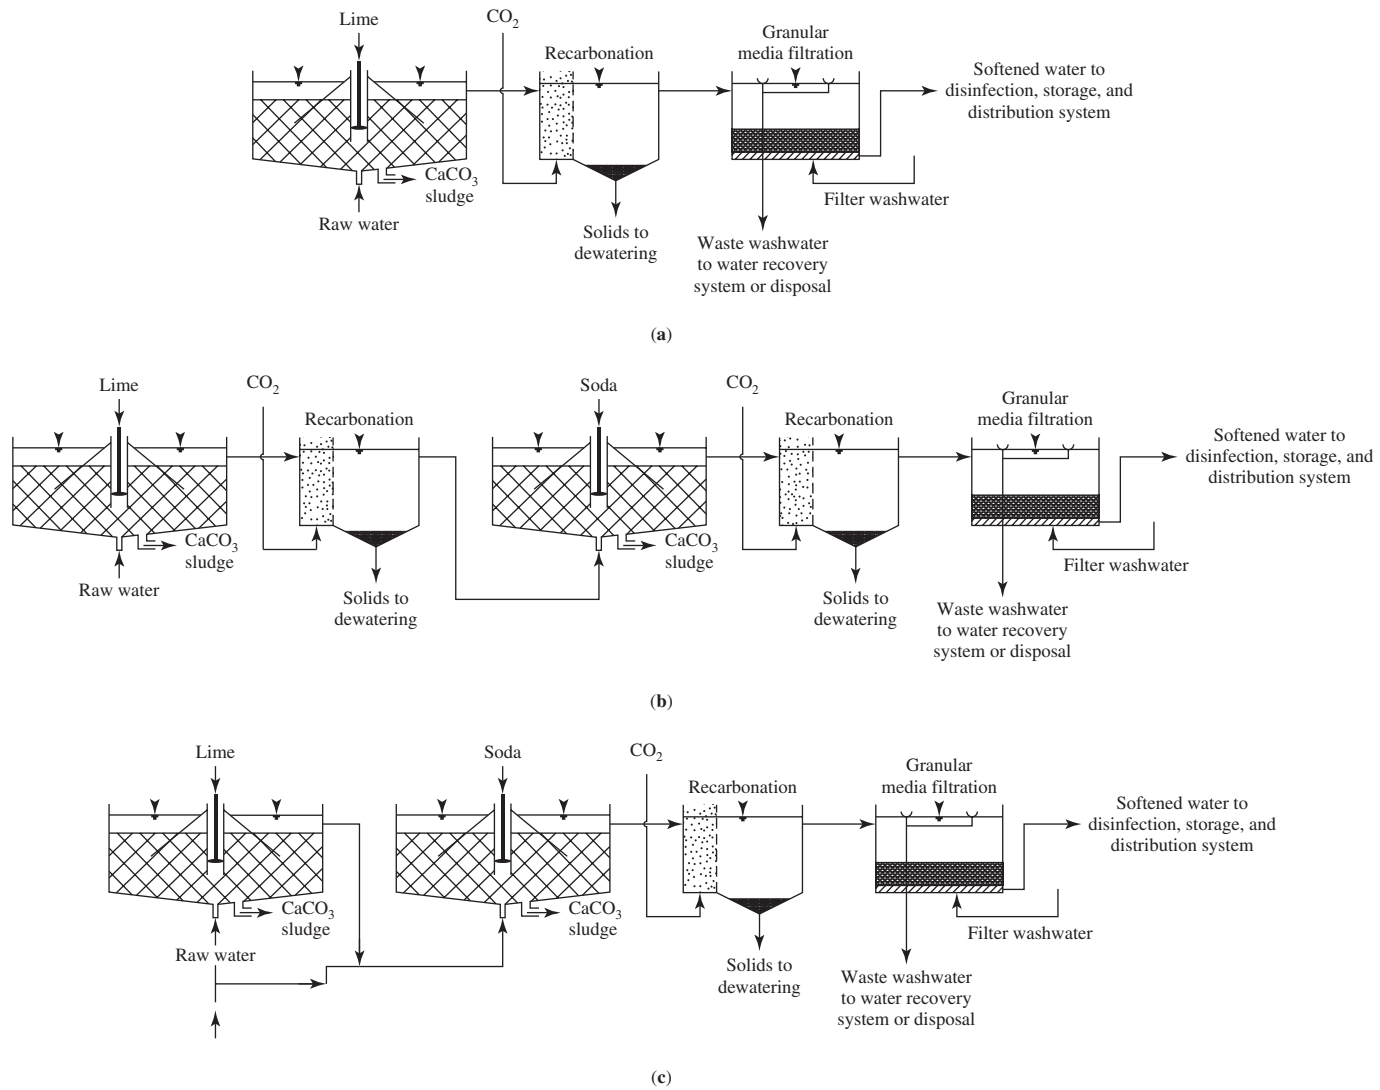 Lime
CO₂
Recarbonation
Granular
media filtration
Softened water to
disinfection, storage, and
distribution system
CaCO₃
sludge
Raw water
Solids to
dewatering
Filter washwater
Waste washwater
to water recovery
system or disposal
(a)
Lime
CO₂
Recarbonation
Soda
CO₂
Recarbonation
Granular
media filtration
Softened water to
disinfection, storage, and
distribution system
CaCO₃
sludge
Raw water
Solids to
dewatering
CaCO₃
sludge
Solids to
dewatering
Filter washwater
Waste washwater
to water recovery
system or disposal
(b)
Lime
Soda
CO₂
Recarbonation
Granular
media filtration
Softened water to
disinfection, storage, and
distribution system
CaCO₃
sludge
Raw water
CaCO₃
sludge
Solids to
dewatering
Filter washwater
Waste washwater
to water recovery
system or disposal
(c)